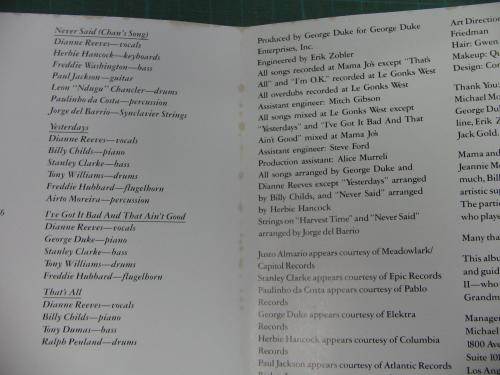 Never Said (Chan's Song)
Dianne Reeves—vocals
Herbie Hancock—keyboards
Freddie Washington—bass
Paul Jackson—guitar
Leon "Ndugu" Chancler—drums
Paulinho da Costa—percussion
Jorge del Barrio—Synclavier Strings
Yesterdays
Dianne Reeves—vocals
Billy Childs—piano
Stanley Clarke—bass
Tony Williams—drums
Freddie Hubbard—flugelhorn
Airto Moreira—percussion
I've Got It Bad And That Ain't Good
Dianne Reeves—vocals
George Duke—piano
Stanley Clarke—bass
Tony Williams—drums
Freddie Hubbard—flugelhorn
That's All
Dianne Reeves—vocals
Billy Childs—piano
Tony Dumas—bass
Ralph Penland—drums
6
Produced by George Duke for George Duke
Enterprises, Inc.
Engineered by Erik Zobler
All songs recorded at Mama Jo's except "That's
All" and "I'm O.K." recorded at Le Gonks West
All overdubs recorded at Le Gonks West
Assistant engineer: Mitch Gibson
All songs mixed at Le Gonks West except
"Yesterdays" and "I've Got It Bad And That
Ain't Good" mixed at Mama Jo's
Assistant engineer: Steve Ford
Production assistant: Alice Murrell
All songs arranged by George Duke and
Dianne Reeves except "Yesterdays" arranged
by Billy Childs, and "Never Said" arranged
by Herbie Hancock
Strings on "Harvest Time" and "Never Said"
arranged by Jorge del Barrio
Justo Almario appears courtesy of Meadowlark/
Capitol Records
Stanley Clarke appears courtesy of Epic Records
Paulinho da Costa appears courtesy of Pablo
Records
George Duke appears courtesy of Elektra
Records
Herbie Hancock appears courtesy of Columbia
Records
Paul Jackson appears courtesy of Atlantic Records
Art Direction
Friedman
Hair: Gwen
Makeup: Qu
Design: Con
Thank You:
Michael Mo
George Duk
line, Erik Z
Jack Gold.
Mama and
Jeannie Mc
much, Bill
artistic sup
The partic
who playe
Many tha
This albu
and guid
II—who
Grandm
Manager
Michael
1800 Ave
Suite 101
Los Ang